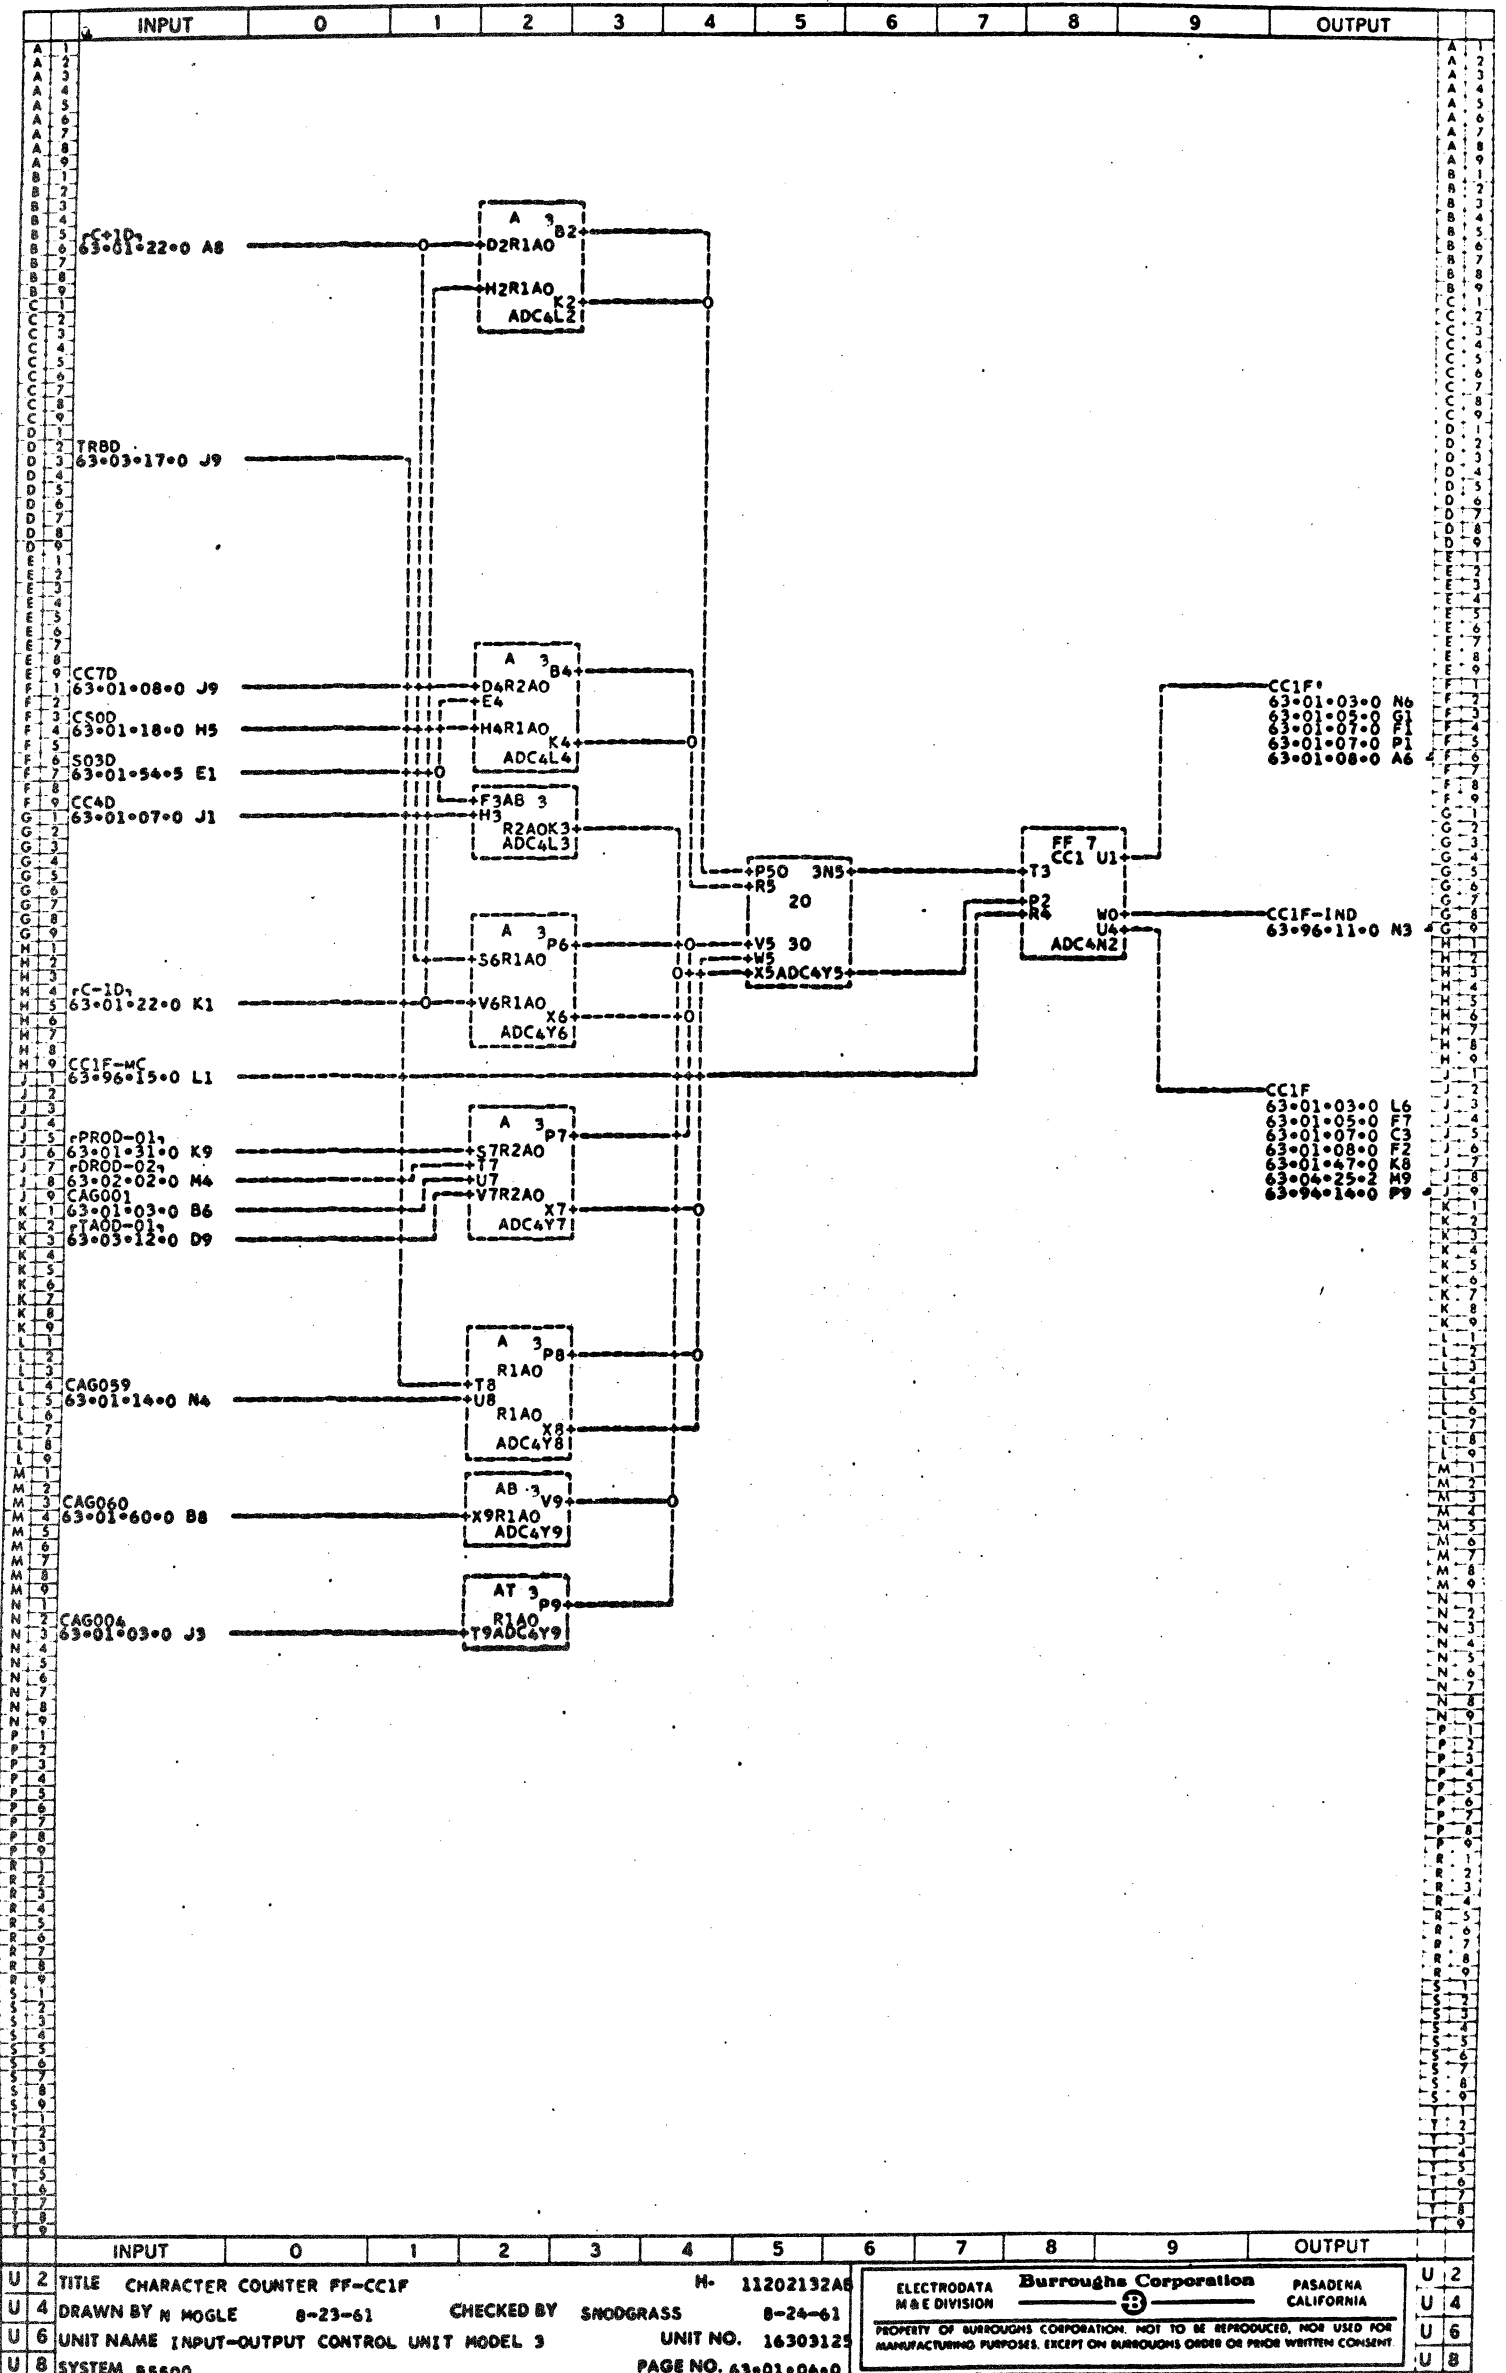 INPUT 0 1 2 3 4 5 6 7 8 9 OUTPUT
A 3
B2
┌C+1D┐
63•01•22•0 A8
D2R1A0
H2R1A0
K2
ADC4L2
TRBD
63•03•17•0 J9
A 3
B4
CC7D
63•01•08•0 J9
D4R2A0
E4
CS0D
63•01•18•0 H5
H4R1A0
K4
ADC4L4
S03D
63•01•54•5 E1
CC4D
63•01•07•0 J1
F3AB 3
H3
R2A0K3
ADC4L3
CC1F'
63•01•03•0 N6
63•01•05•0 G1
63•01•07•0 F1
63•01•07•0 P1
63•01•08•0 A6
P50 3N5
R5
20
V5 30
W5
X5ADC4Y5
FF 7
CC1 U1
T3
P2
R4 W0
U4
ADC4N2
CC1F-IND
63•96•11•0 N3
A 3
P6
S6R1A0
┌C-1D┐
63•01•22•0 K1
V6R1A0
X6
ADC4Y6
CC1F-MC
63•96•15•0 L1
CC1F
63•01•03•0 L6
63•01•05•0 F7
63•01•07•0 C3
63•01•08•0 F2
63•01•47•0 K8
63•04•25•2 M9
63•94•14•0 P9
A 3
P7
┌PROD-01┐
63•01•31•0 K9
S7R2A0
┌DROD-02┐
T7
63•02•02•0 M4
U7
CAG001
V7R2A0
63•01•03•0 B6
X7
┌TAOD-01┐
ADC4Y7
63•03•12•0 D9
A 3
P8
R1A0
CAG059
T8
63•01•14•0 N4
U8
R1A0
X8
ADC4Y8
AB 3
V9
CAG060
63•01•60•0 B8
X9R1A0
ADC4Y9
AT 3
P9
CAG004
R1A0
63•01•03•0 J3
T9ADC4Y9
INPUT 0 1 2 3 4 5 6 7 8 9 OUTPUT
U 2 TITLE CHARACTER COUNTER FF-CC1F H- 11202132AB
U 4 DRAWN BY N MOGLE 8-23-61 CHECKED BY SNODGRASS 8-24-61
U 6 UNIT NAME INPUT-OUTPUT CONTROL UNIT MODEL 3 UNIT NO. 16303125
U 8 SYSTEM B5500 PAGE NO. 63•01•04•0
ELECTRODATA M & E DIVISION
Burroughs Corporation
B
PASADENA CALIFORNIA
PROPERTY OF BURROUGHS CORPORATION. NOT TO BE REPRODUCED, NOR USED FOR
MANUFACTURING PURPOSES, EXCEPT ON BURROUGHS ORDER OR PRIOR WRITTEN CONSENT.
U 2
U 4
U 6
U 8